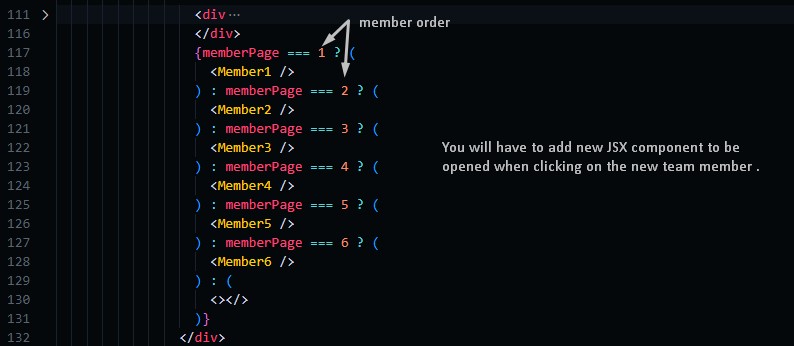 111 > <div ···
116 </div>
member order
117 {memberPage === 1 ? (
118 <Member1 />
119 ) : memberPage === 2 ? (
120 <Member2 />
121 ) : memberPage === 3 ? (
122 <Member3 />
You will have to add new JSX component to be
123 ) : memberPage === 4 ? (
opened when clicking on the new team member .
124 <Member4 />
125 ) : memberPage === 5 ? (
126 <Member5 />
127 ) : memberPage === 6 ? (
128 <Member6 />
129 ) : (
130 <></>
131 )}
132 </div>